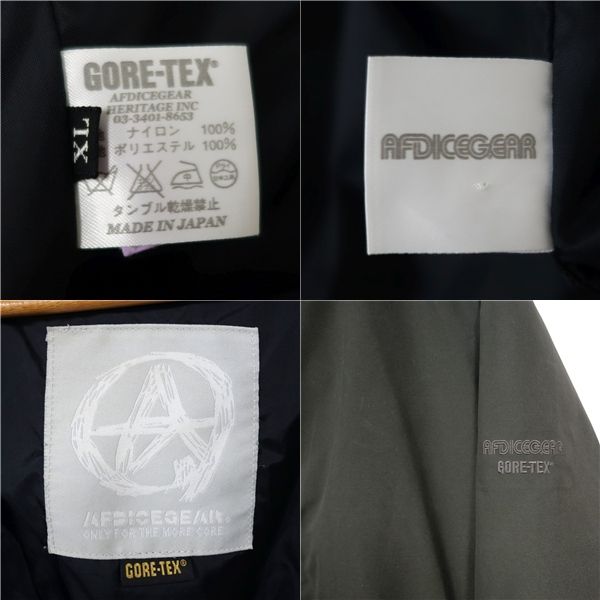 GORE-TEX®
AFDICEGEAR
HERITAGE INC
03-3401-8653
ナイロン 100%
ポリエステル 100%
タンブル乾燥禁止
MADE IN JAPAN
XL
AFDICEGEAR
AFDICEGEAR.
ONLY FOR THE MORE CORE
GORE-TEX®
AFDICEGEAR
GORE-TEX®